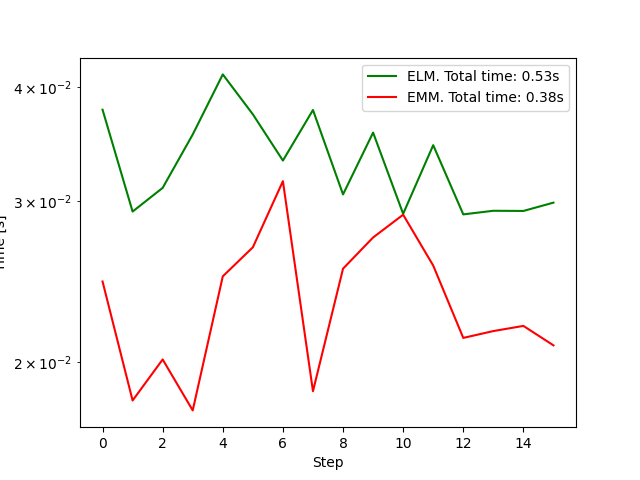 ELM. Total time: 0.53s
EMM. Total time: 0.38s
4 × 10⁻²
3 × 10⁻²
2 × 10⁻²
[s]
0 2 4 6 8 10 12 14
Step